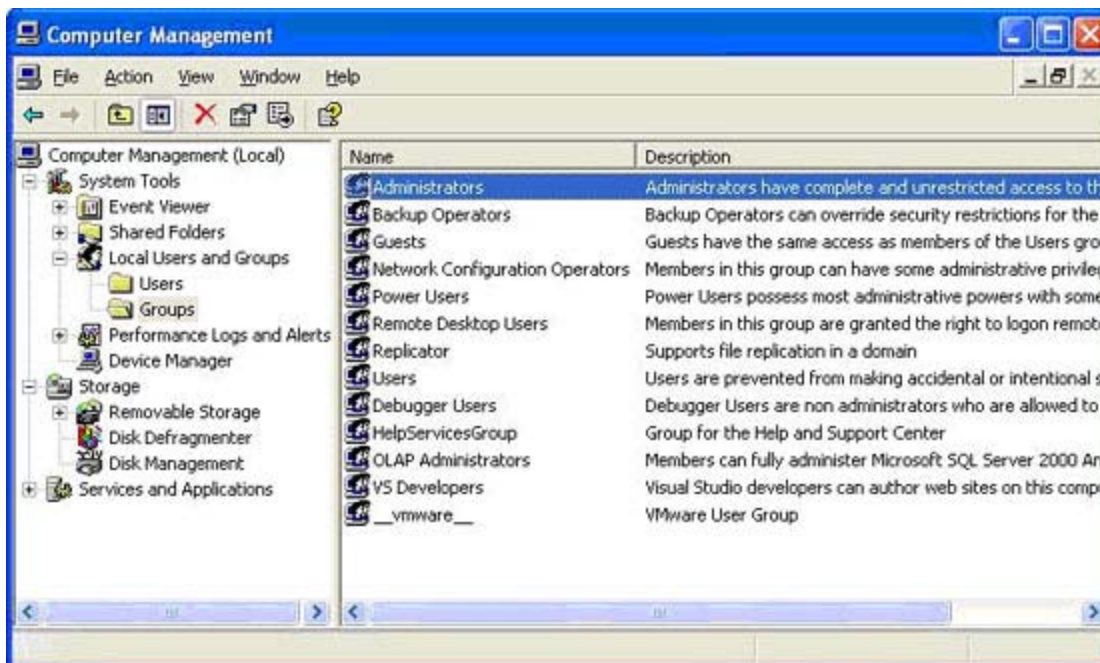 Computer Management
File Action View Window Help
Computer Management (Local)
System Tools
Event Viewer
Shared Folders
Local Users and Groups
Users
Groups
Performance Logs and Alerts
Device Manager
Storage
Removable Storage
Disk Defragmenter
Disk Management
Services and Applications
Name Description
Administrators Administrators have complete and unrestricted access to th
Backup Operators Backup Operators can override security restrictions for the
Guests Guests have the same access as members of the Users gro
Network Configuration Operators Members in this group can have some administrative privileg
Power Users Power Users possess most administrative powers with some
Remote Desktop Users Members in this group are granted the right to logon remot
Replicator Supports file replication in a domain
Users Users are prevented from making accidental or intentional s
Debugger Users Debugger Users are non administrators who are allowed to
HelpServicesGroup Group for the Help and Support Center
OLAP Administrators Members can fully administer Microsoft SQL Server 2000 An
VS Developers Visual Studio developers can author web sites on this comp
__vmware__ VMware User Group